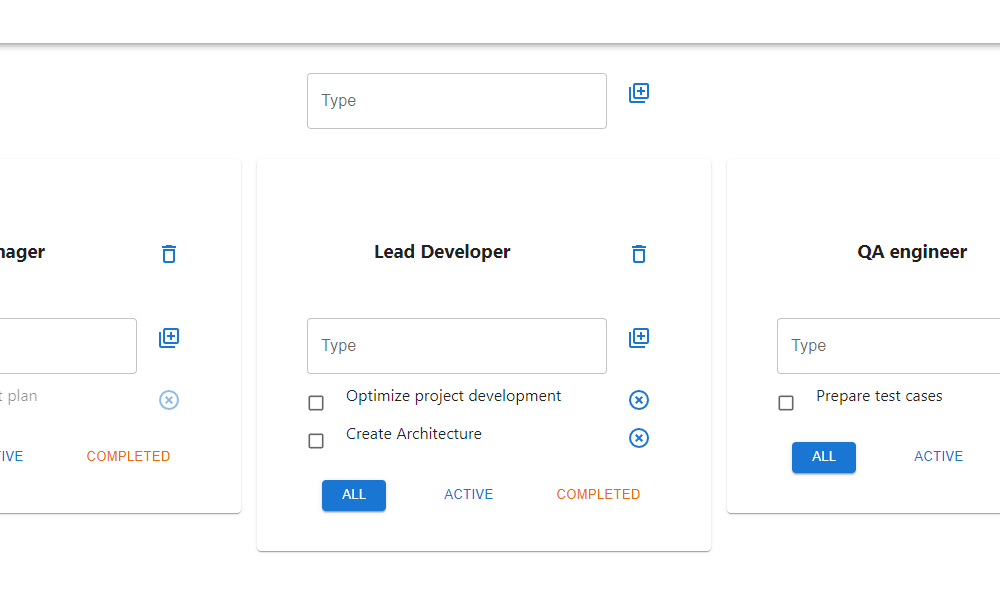 Type
nager
Lead Developer
QA engineer
Type
Type
t plan
Optimize project development
Prepare test cases
Create Architecture
IVE
COMPLETED
ALL
ACTIVE
ALL
ACTIVE
COMPLETED